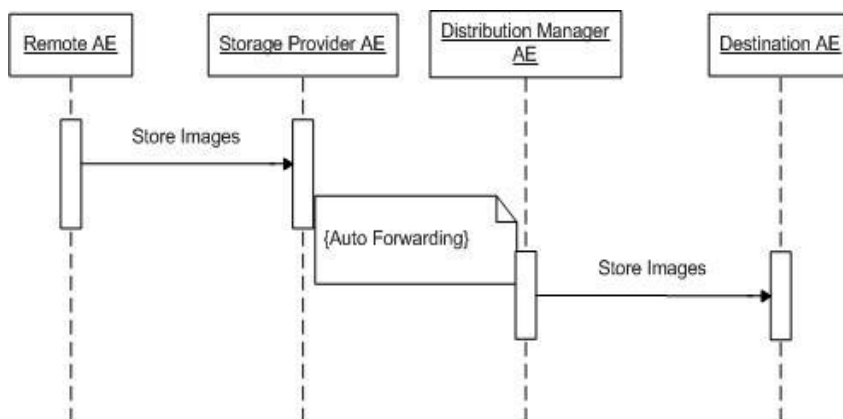 Remote AE
Storage Provider AE
Distribution Manager
AE
Destination AE
Store Images
{Auto Forwarding}
Store Images